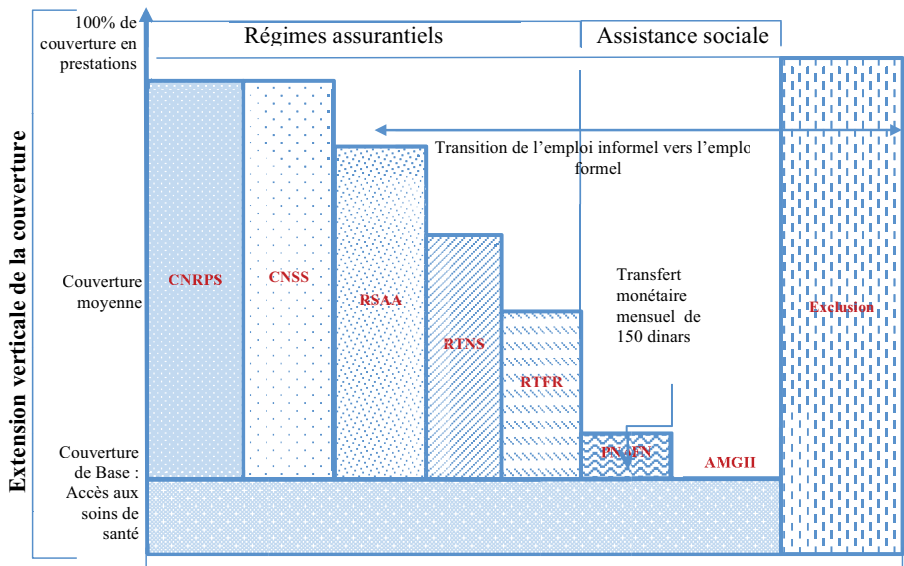 100% de
couverture en
prestations
Régimes assurantiels
Assistance sociale
Transition de l'emploi informel vers l'emplo
formel
Extension verticale de la couverture
Couverture
moyenne
CNRPS
CNSS
RSAA
RTNS
RTFR
Transfert
monétaire
mensuel de
150 dinars
Exclusion
Couverture
de Base :
Accès aux
soins de
santé
AMGII